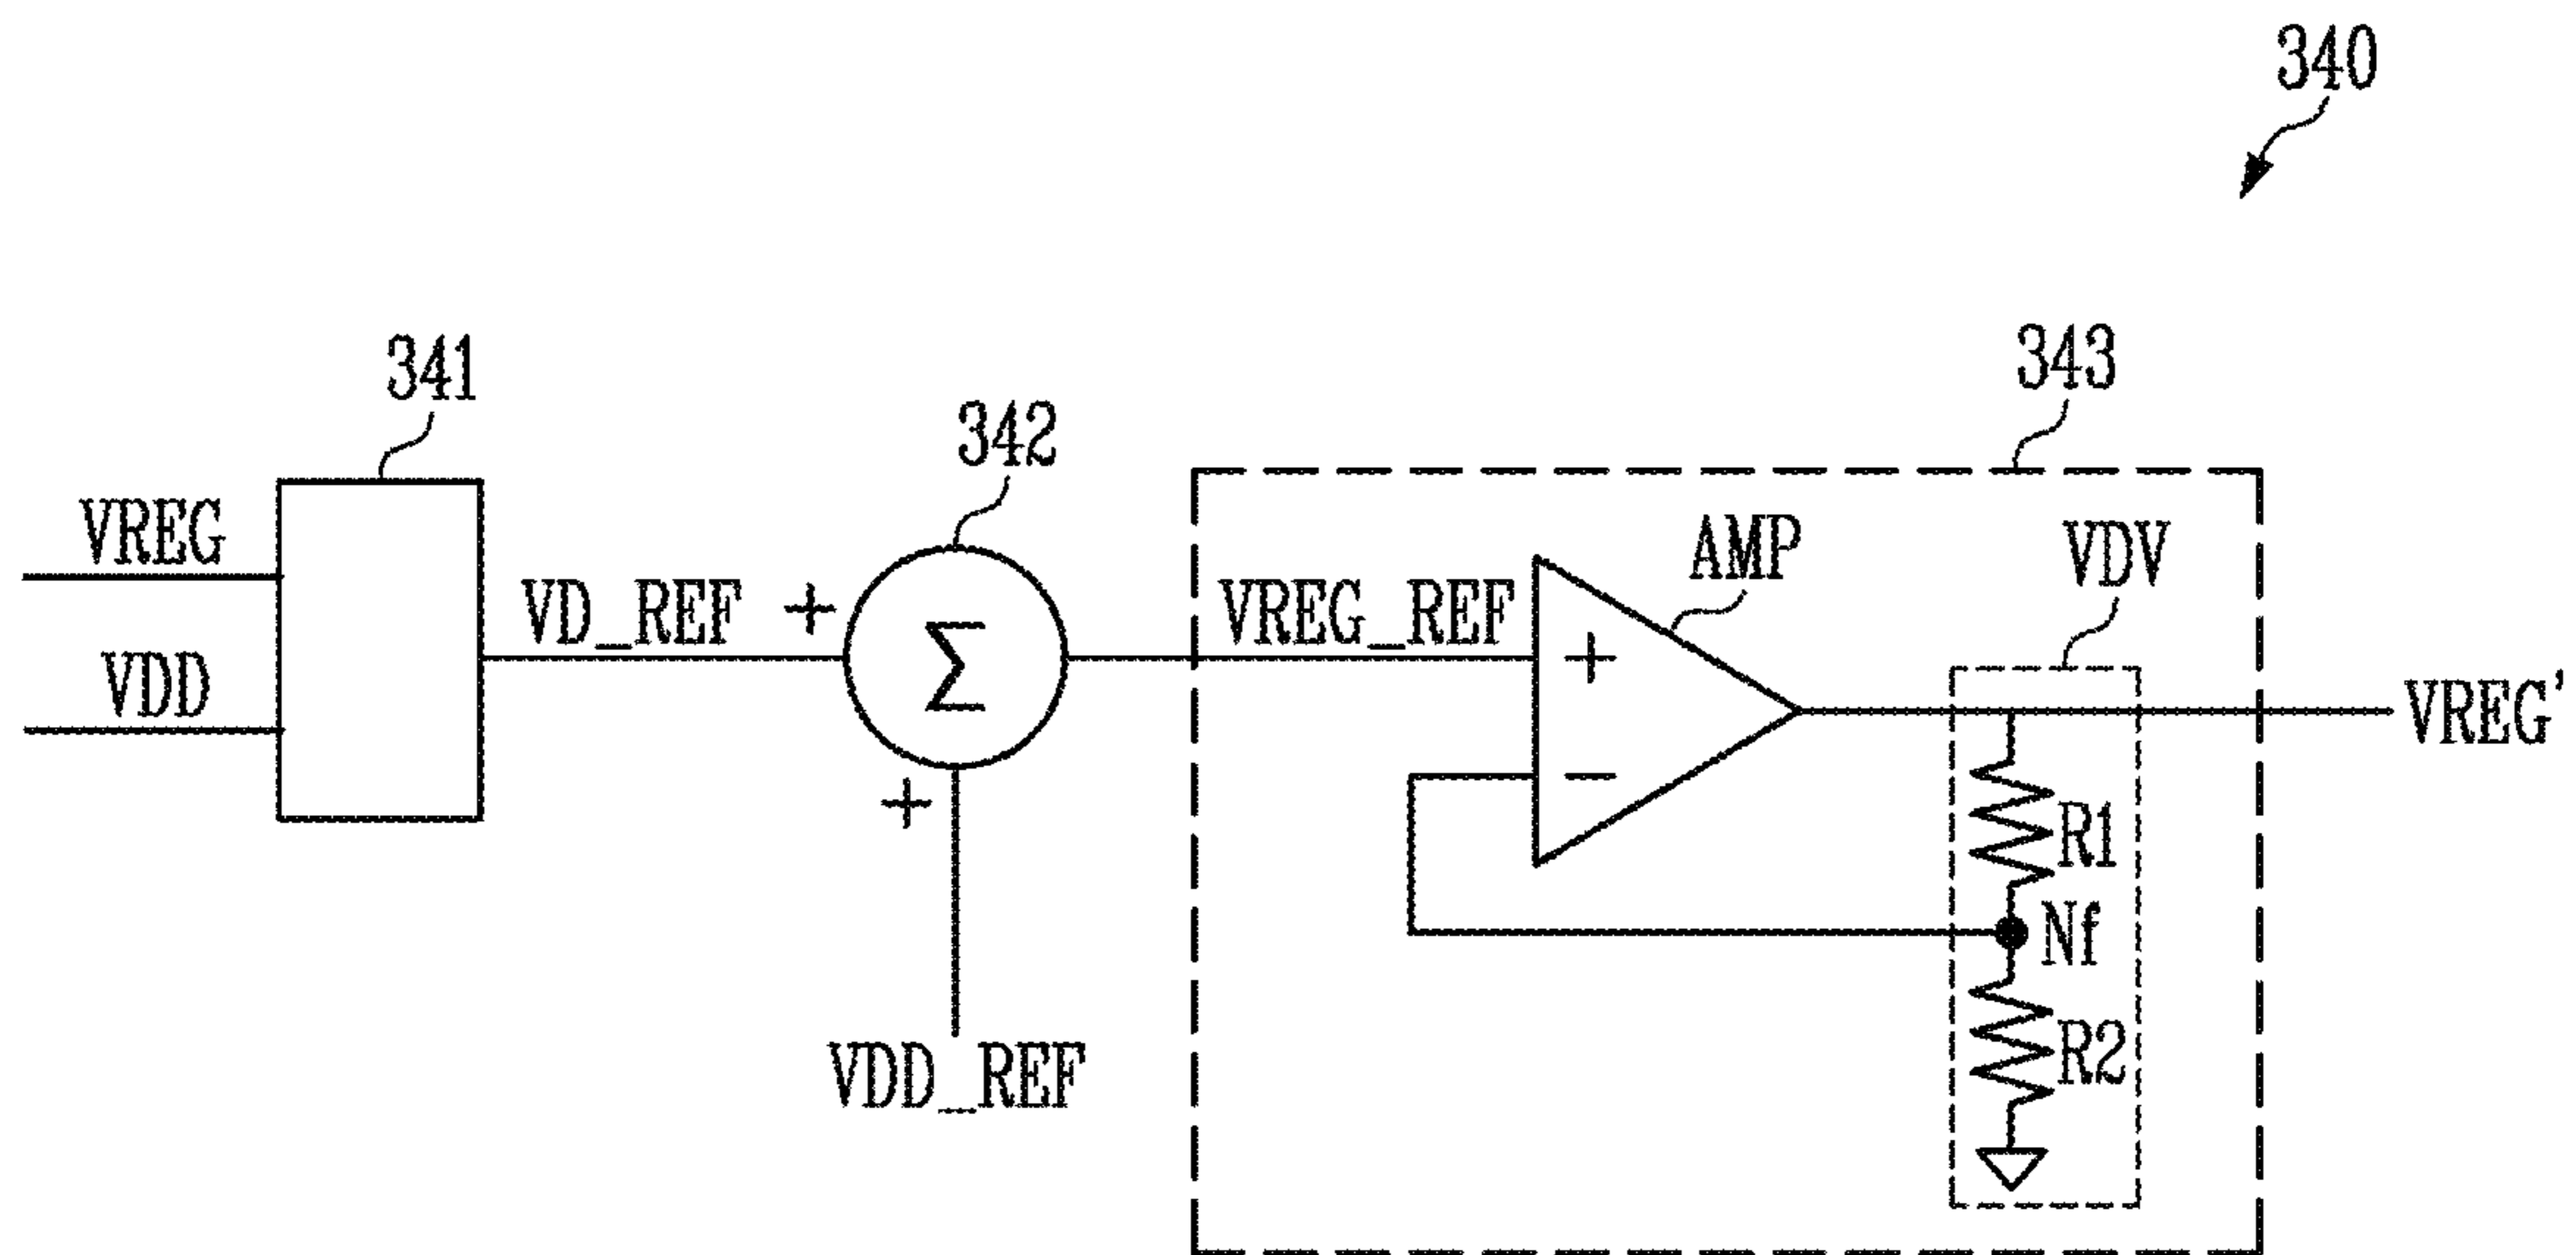 340
341
342
343
VREG
VDD
VD_REF
+
Σ
+
VDD_REF
VREG_REF
AMP
+
−
VDV
R1
Nf
R2
VREG'